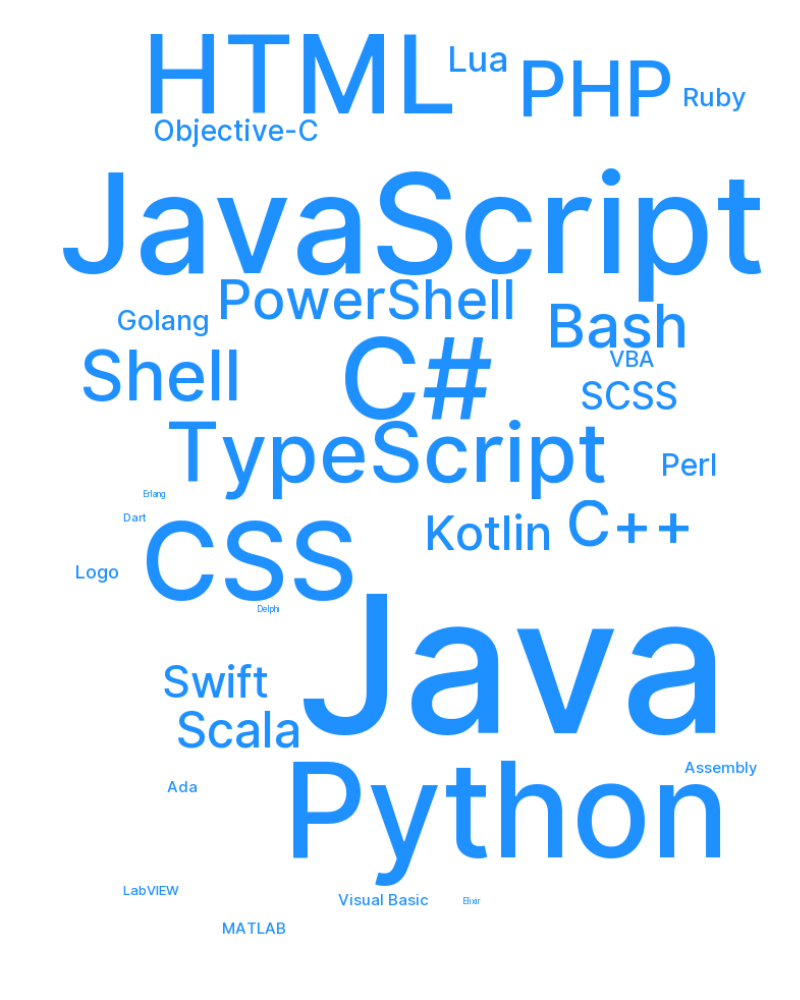 HTML
Lua
PHP
Ruby
Objective-C
JavaScript
PowerShell
Golang
Bash
Shell
C#
VBA
SCSS
TypeScript
Perl
Erlang
Dart
CSS
Kotlin
C++
Logo
Delphi
Java
Swift
Scala
Python
Assembly
Ada
LabVIEW
Visual Basic
Elixir
MATLAB